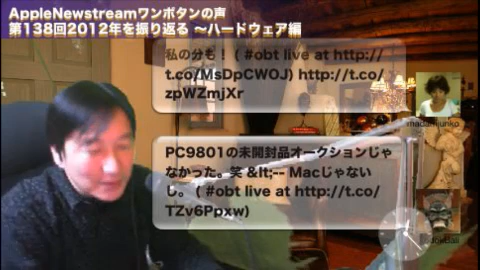 AppleNewstreamワンボタンの声
第138回2012年を振り返る ～ハードウェア編
私の分も！ ( #obt live at http://
t.co/MsDpCWOJ) http://t.co/
zpWZmjXr
madamjunko
PC9801の未開封品オークションじゃ
なかった。笑 &lt;-- Macじゃない
し。 ( #obt live at http://t.co/
TZv6Ppxw)